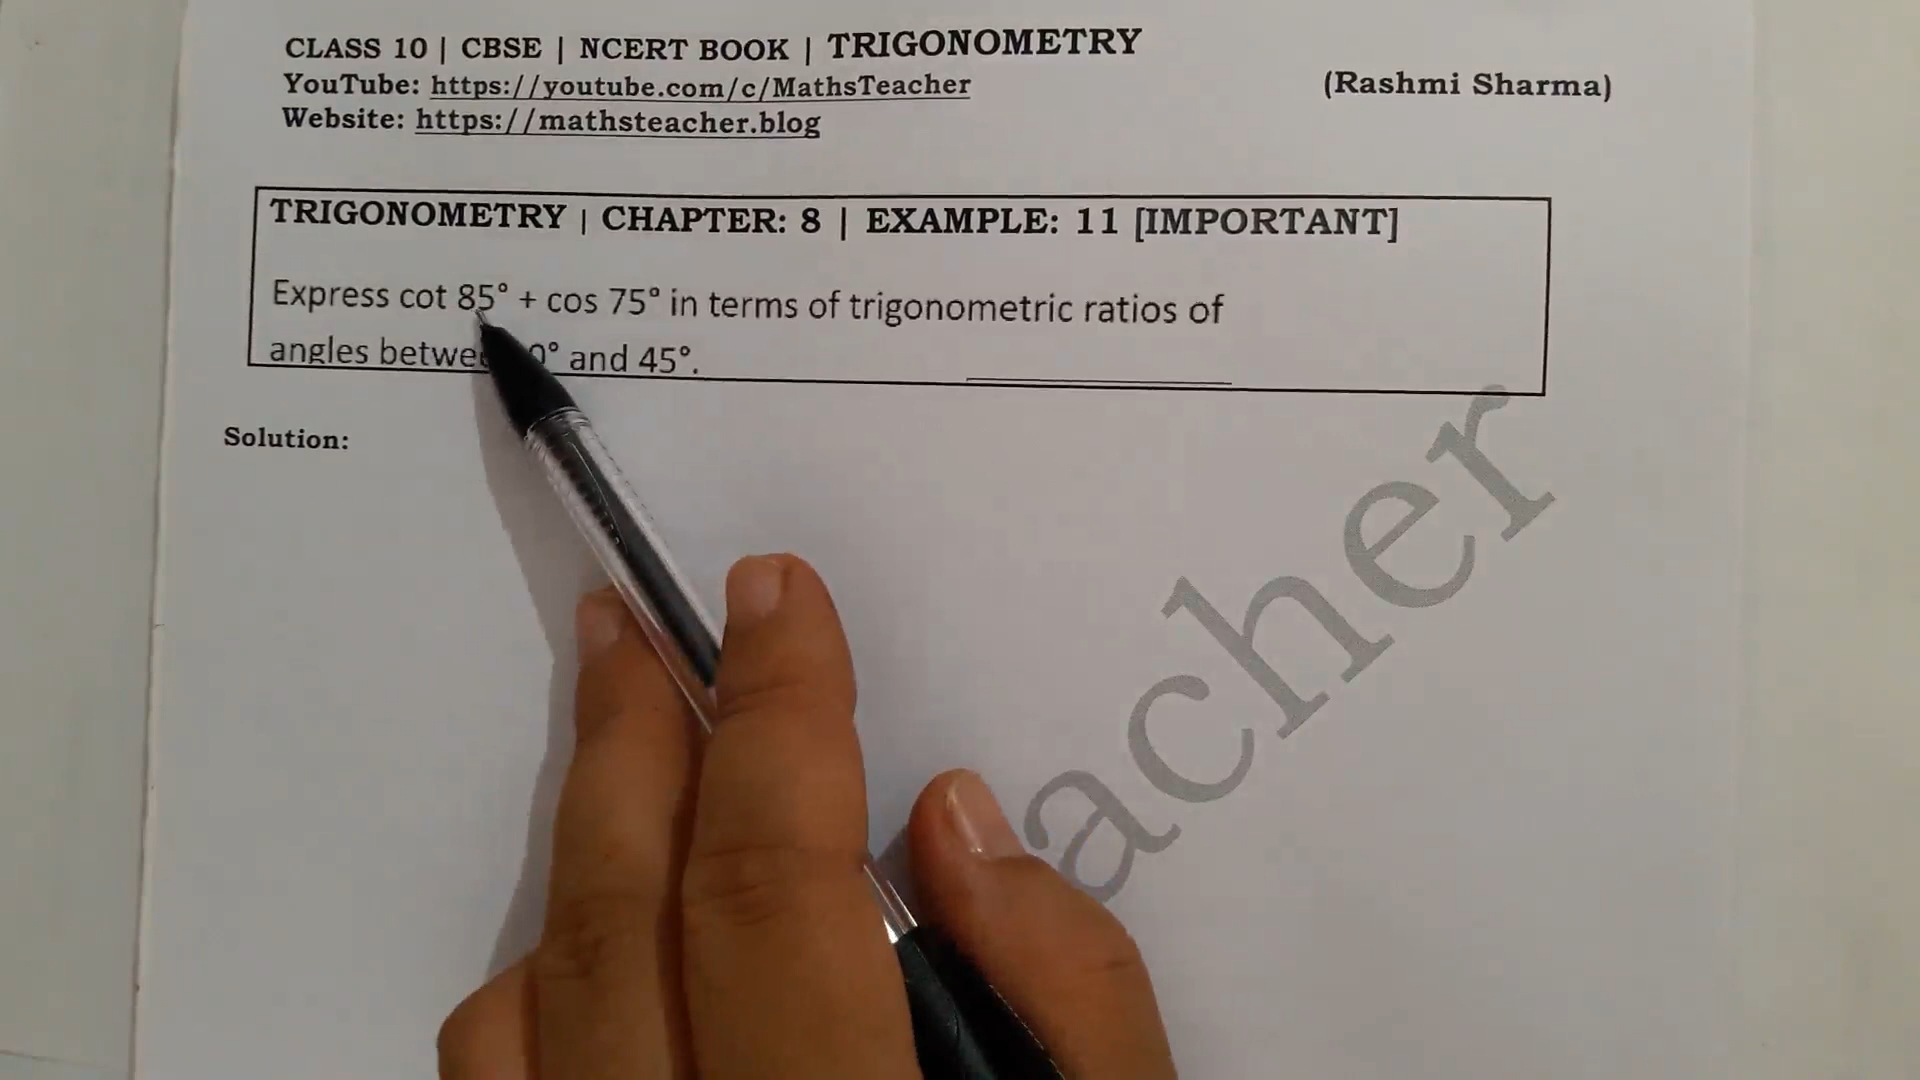 CLASS 10 | CBSE | NCERT BOOK | TRIGONOMETRY
YouTube: https://youtube.com/c/MathsTeacher
(Rashmi Sharma)
Website: https://mathsteacher.blog
TRIGONOMETRY | CHAPTER: 8 | EXAMPLE: 11 [IMPORTANT]
Express cot 85° + cos 75° in terms of trigonometric ratios of
angles and 45°.
Solution:
acher